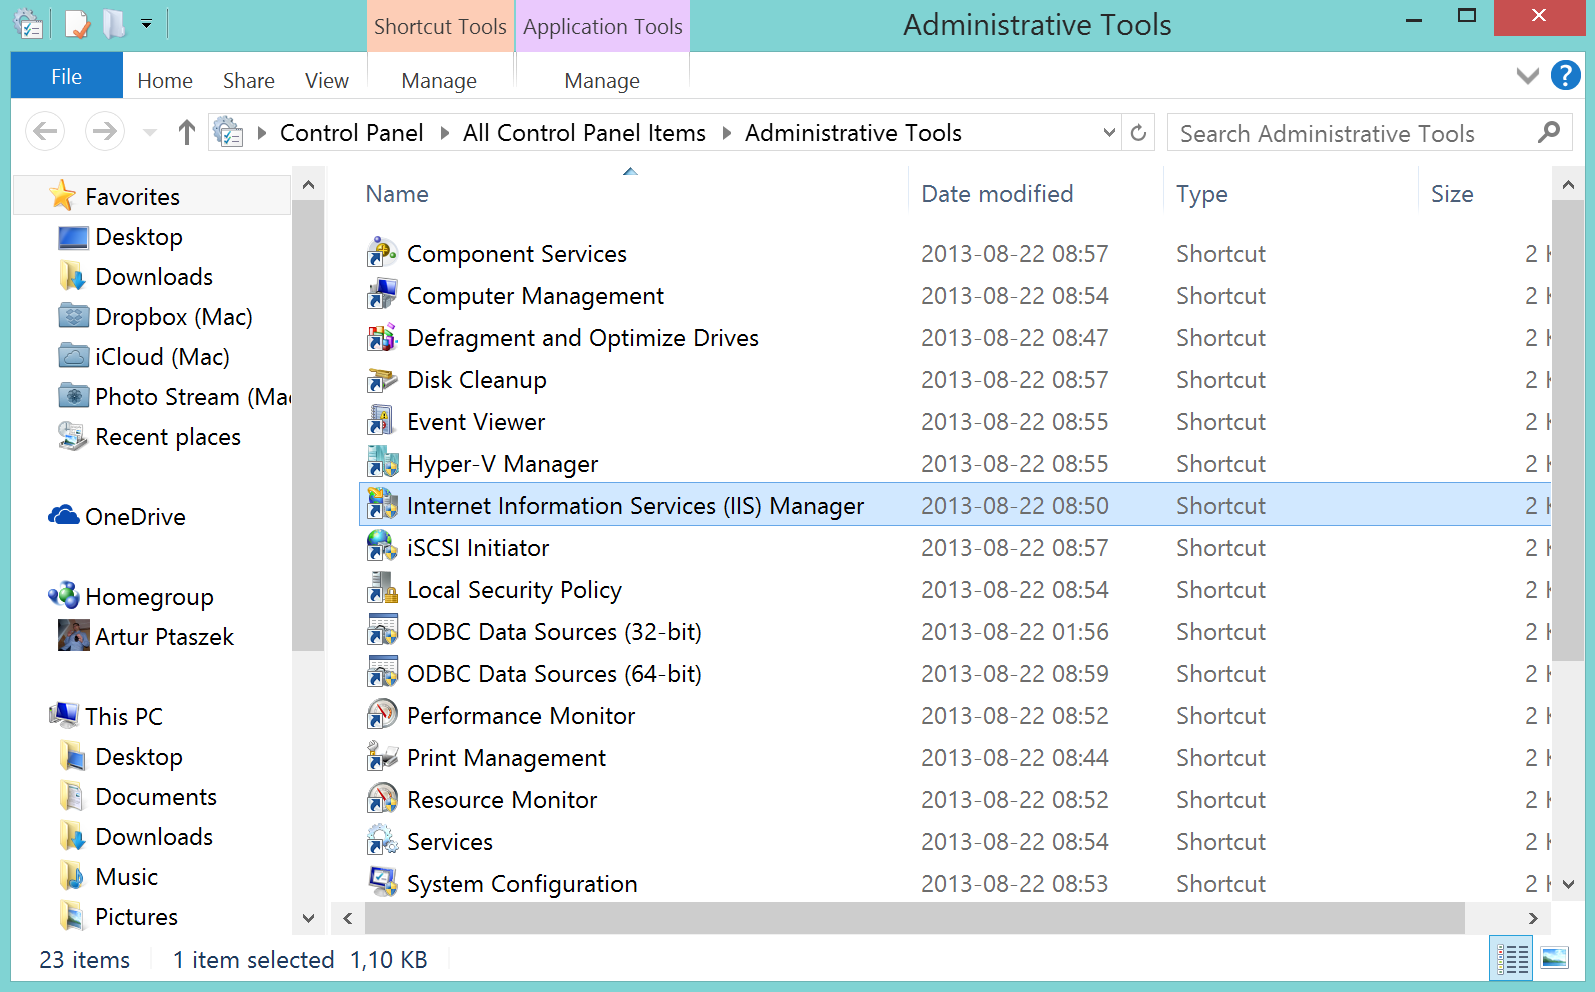 Shortcut Tools Application Tools Administrative Tools
File Home Share View Manage Manage
Control Panel All Control Panel Items Administrative Tools Search Administrative Tools
Name Date modified Type Size
Favorites
Desktop
Downloads
Dropbox (Mac)
iCloud (Mac)
Photo Stream (Mac
Recent places
OneDrive
Homegroup
Artur Ptaszek
This PC
Desktop
Documents
Downloads
Music
Pictures
Component Services 2013-08-22 08:57 Shortcut 2 K
Computer Management 2013-08-22 08:54 Shortcut 2 K
Defragment and Optimize Drives 2013-08-22 08:47 Shortcut 2 K
Disk Cleanup 2013-08-22 08:57 Shortcut 2 K
Event Viewer 2013-08-22 08:55 Shortcut 2 K
Hyper-V Manager 2013-08-22 08:55 Shortcut 2 K
Internet Information Services (IIS) Manager 2013-08-22 08:50 Shortcut 2 K
iSCSI Initiator 2013-08-22 08:57 Shortcut 2 K
Local Security Policy 2013-08-22 08:54 Shortcut 2 K
ODBC Data Sources (32-bit) 2013-08-22 01:56 Shortcut 2 K
ODBC Data Sources (64-bit) 2013-08-22 08:59 Shortcut 2 K
Performance Monitor 2013-08-22 08:52 Shortcut 2 K
Print Management 2013-08-22 08:44 Shortcut 2 K
Resource Monitor 2013-08-22 08:52 Shortcut 2 K
Services 2013-08-22 08:54 Shortcut 2 K
System Configuration 2013-08-22 08:53 Shortcut 2 K
23 items 1 item selected 1,10 KB